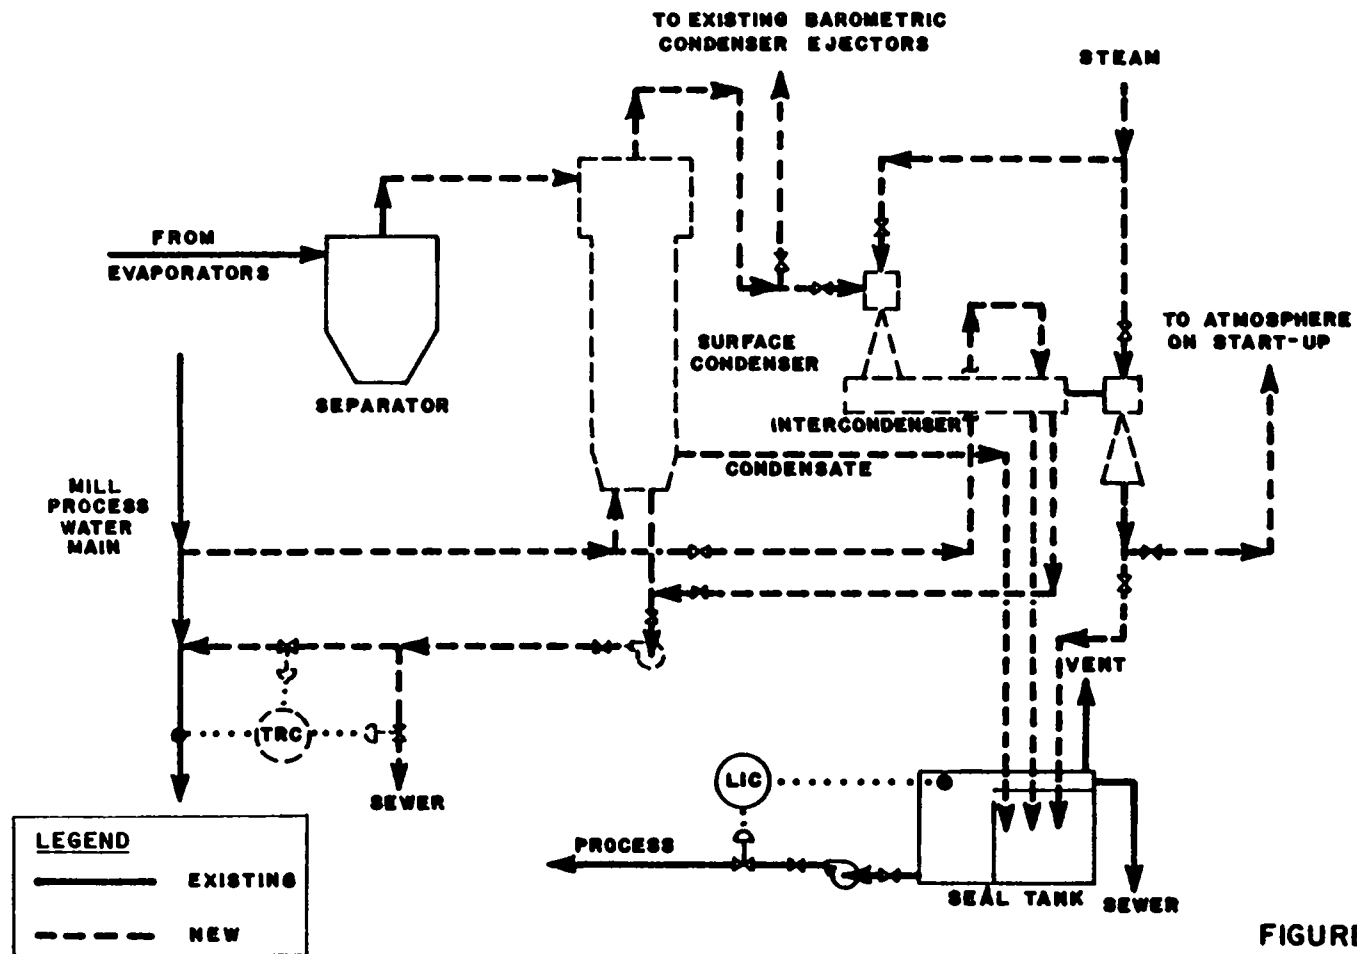 TO EXISTING BAROMETRIC
CONDENSER EJECTORS
STEAM
FROM
EVAPORATORS
SEPARATOR
SURFACE
CONDENSER
TO ATMOSPHERE
ON START-UP
INTERCONDENSER
CONDENSATE
MILL
PROCESS
WATER
MAIN
VENT
TRC
SEWER
LIC
PROCESS
SEAL TANK
SEWER
LEGEND
EXISTING
NEW
FIGURE